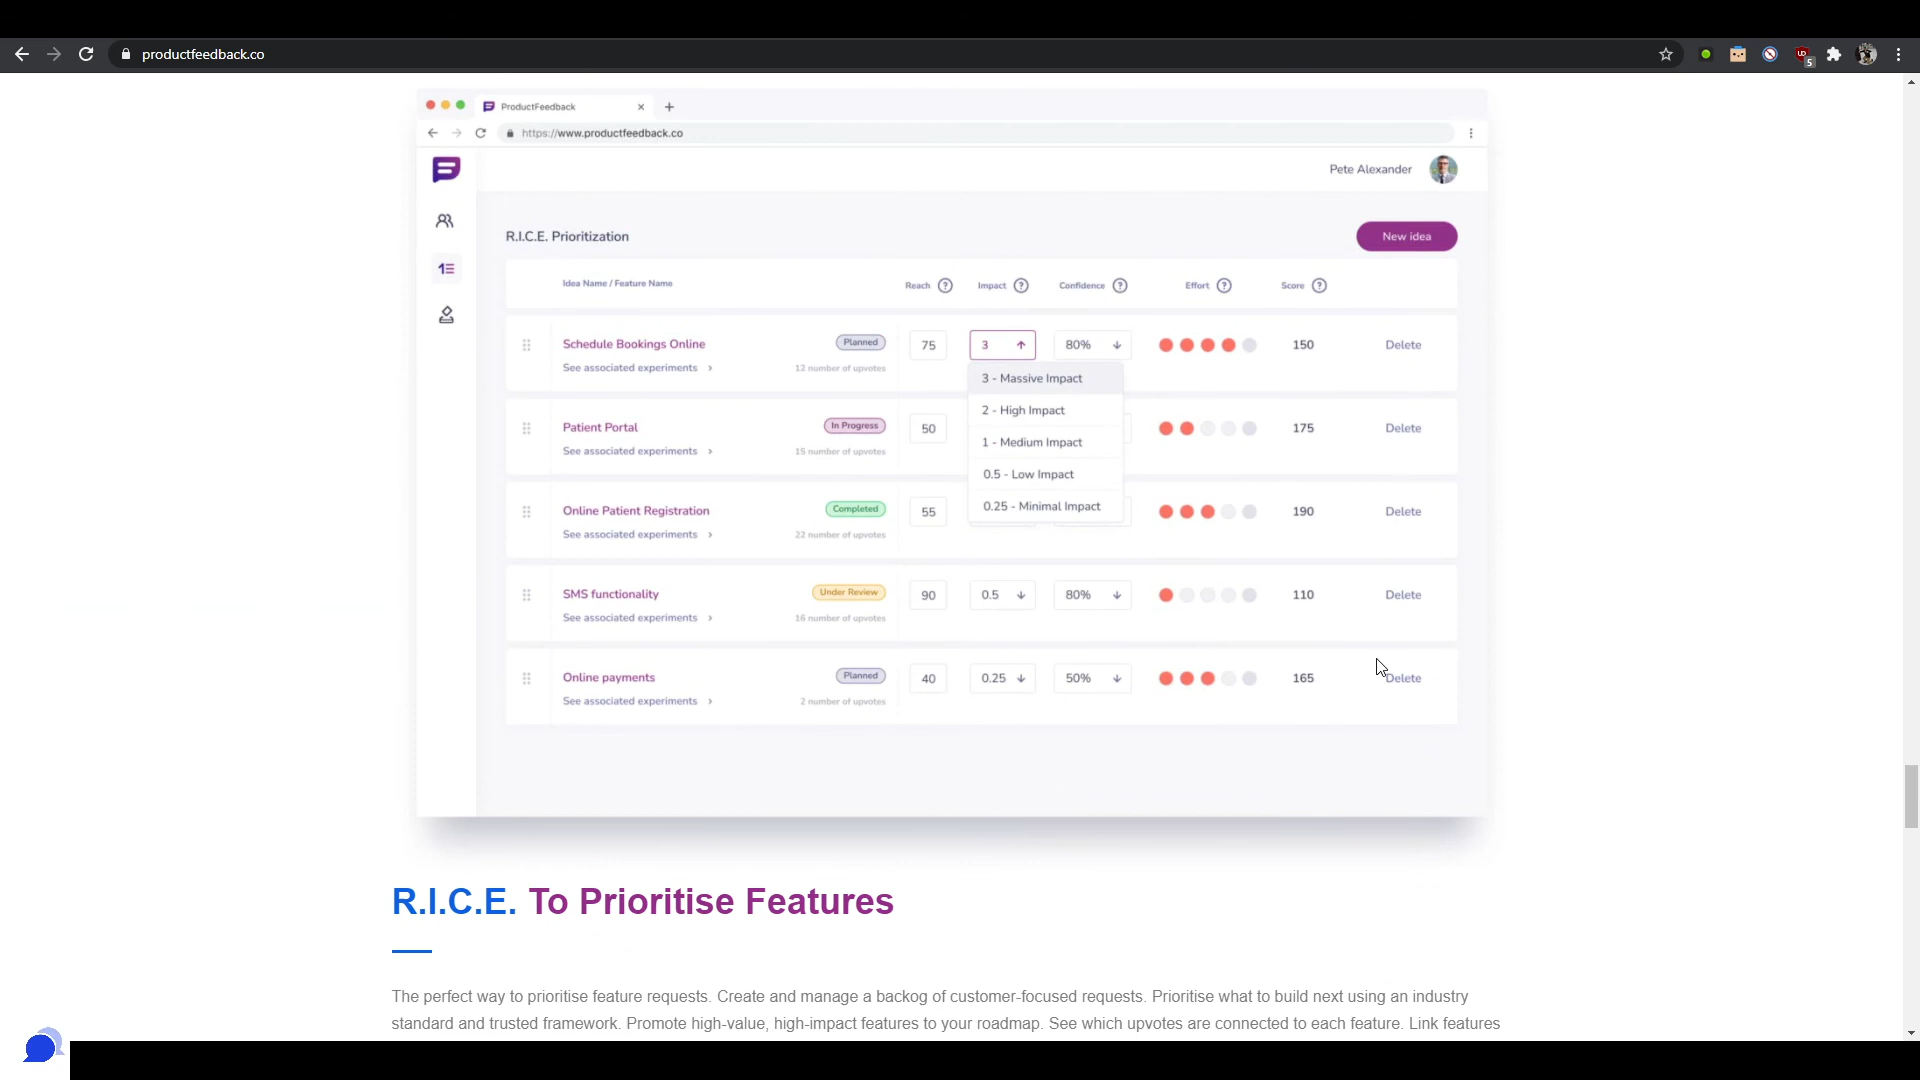 productfeedback.co
5
ProductFeedback
https://www.productfeedback.co
Pete Alexander
R.I.C.E. Prioritization
New idea
Idea Name / Feature Name
Reach ?
Impact ?
Confidence ?
Effort ?
Score ?
Schedule Bookings Online
Planned
75
3
80%
150
Delete
See associated experiments
12 number of upvotes
3 - Massive Impact
2 - High Impact
1 - Medium Impact
0.5 - Low Impact
0.25 - Minimal Impact
Patient Portal
In Progress
50
175
Delete
See associated experiments
15 number of upvotes
Online Patient Registration
Completed
55
190
Delete
See associated experiments
22 number of upvotes
SMS functionality
Under Review
90
0.5
80%
110
Delete
See associated experiments
16 number of upvotes
Online payments
Planned
40
0.25
50%
165
Delete
See associated experiments
2 number of upvotes
R.I.C.E. To Prioritise Features
The perfect way to prioritise feature requests. Create and manage a backog of customer-focused requests. Prioritise what to build next using an industry
standard and trusted framework. Promote high-value, high-impact features to your roadmap. See which upvotes are connected to each feature. Link features